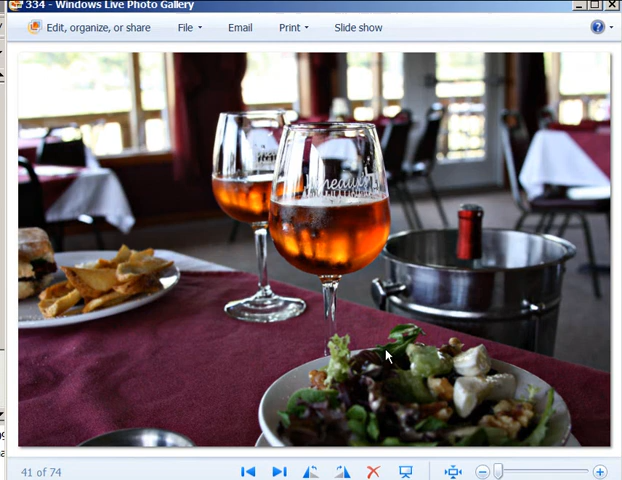 334 - Windows Live Photo Gallery
Edit, organize, or share
File
Email
Print
Slide show
?
41 of 74